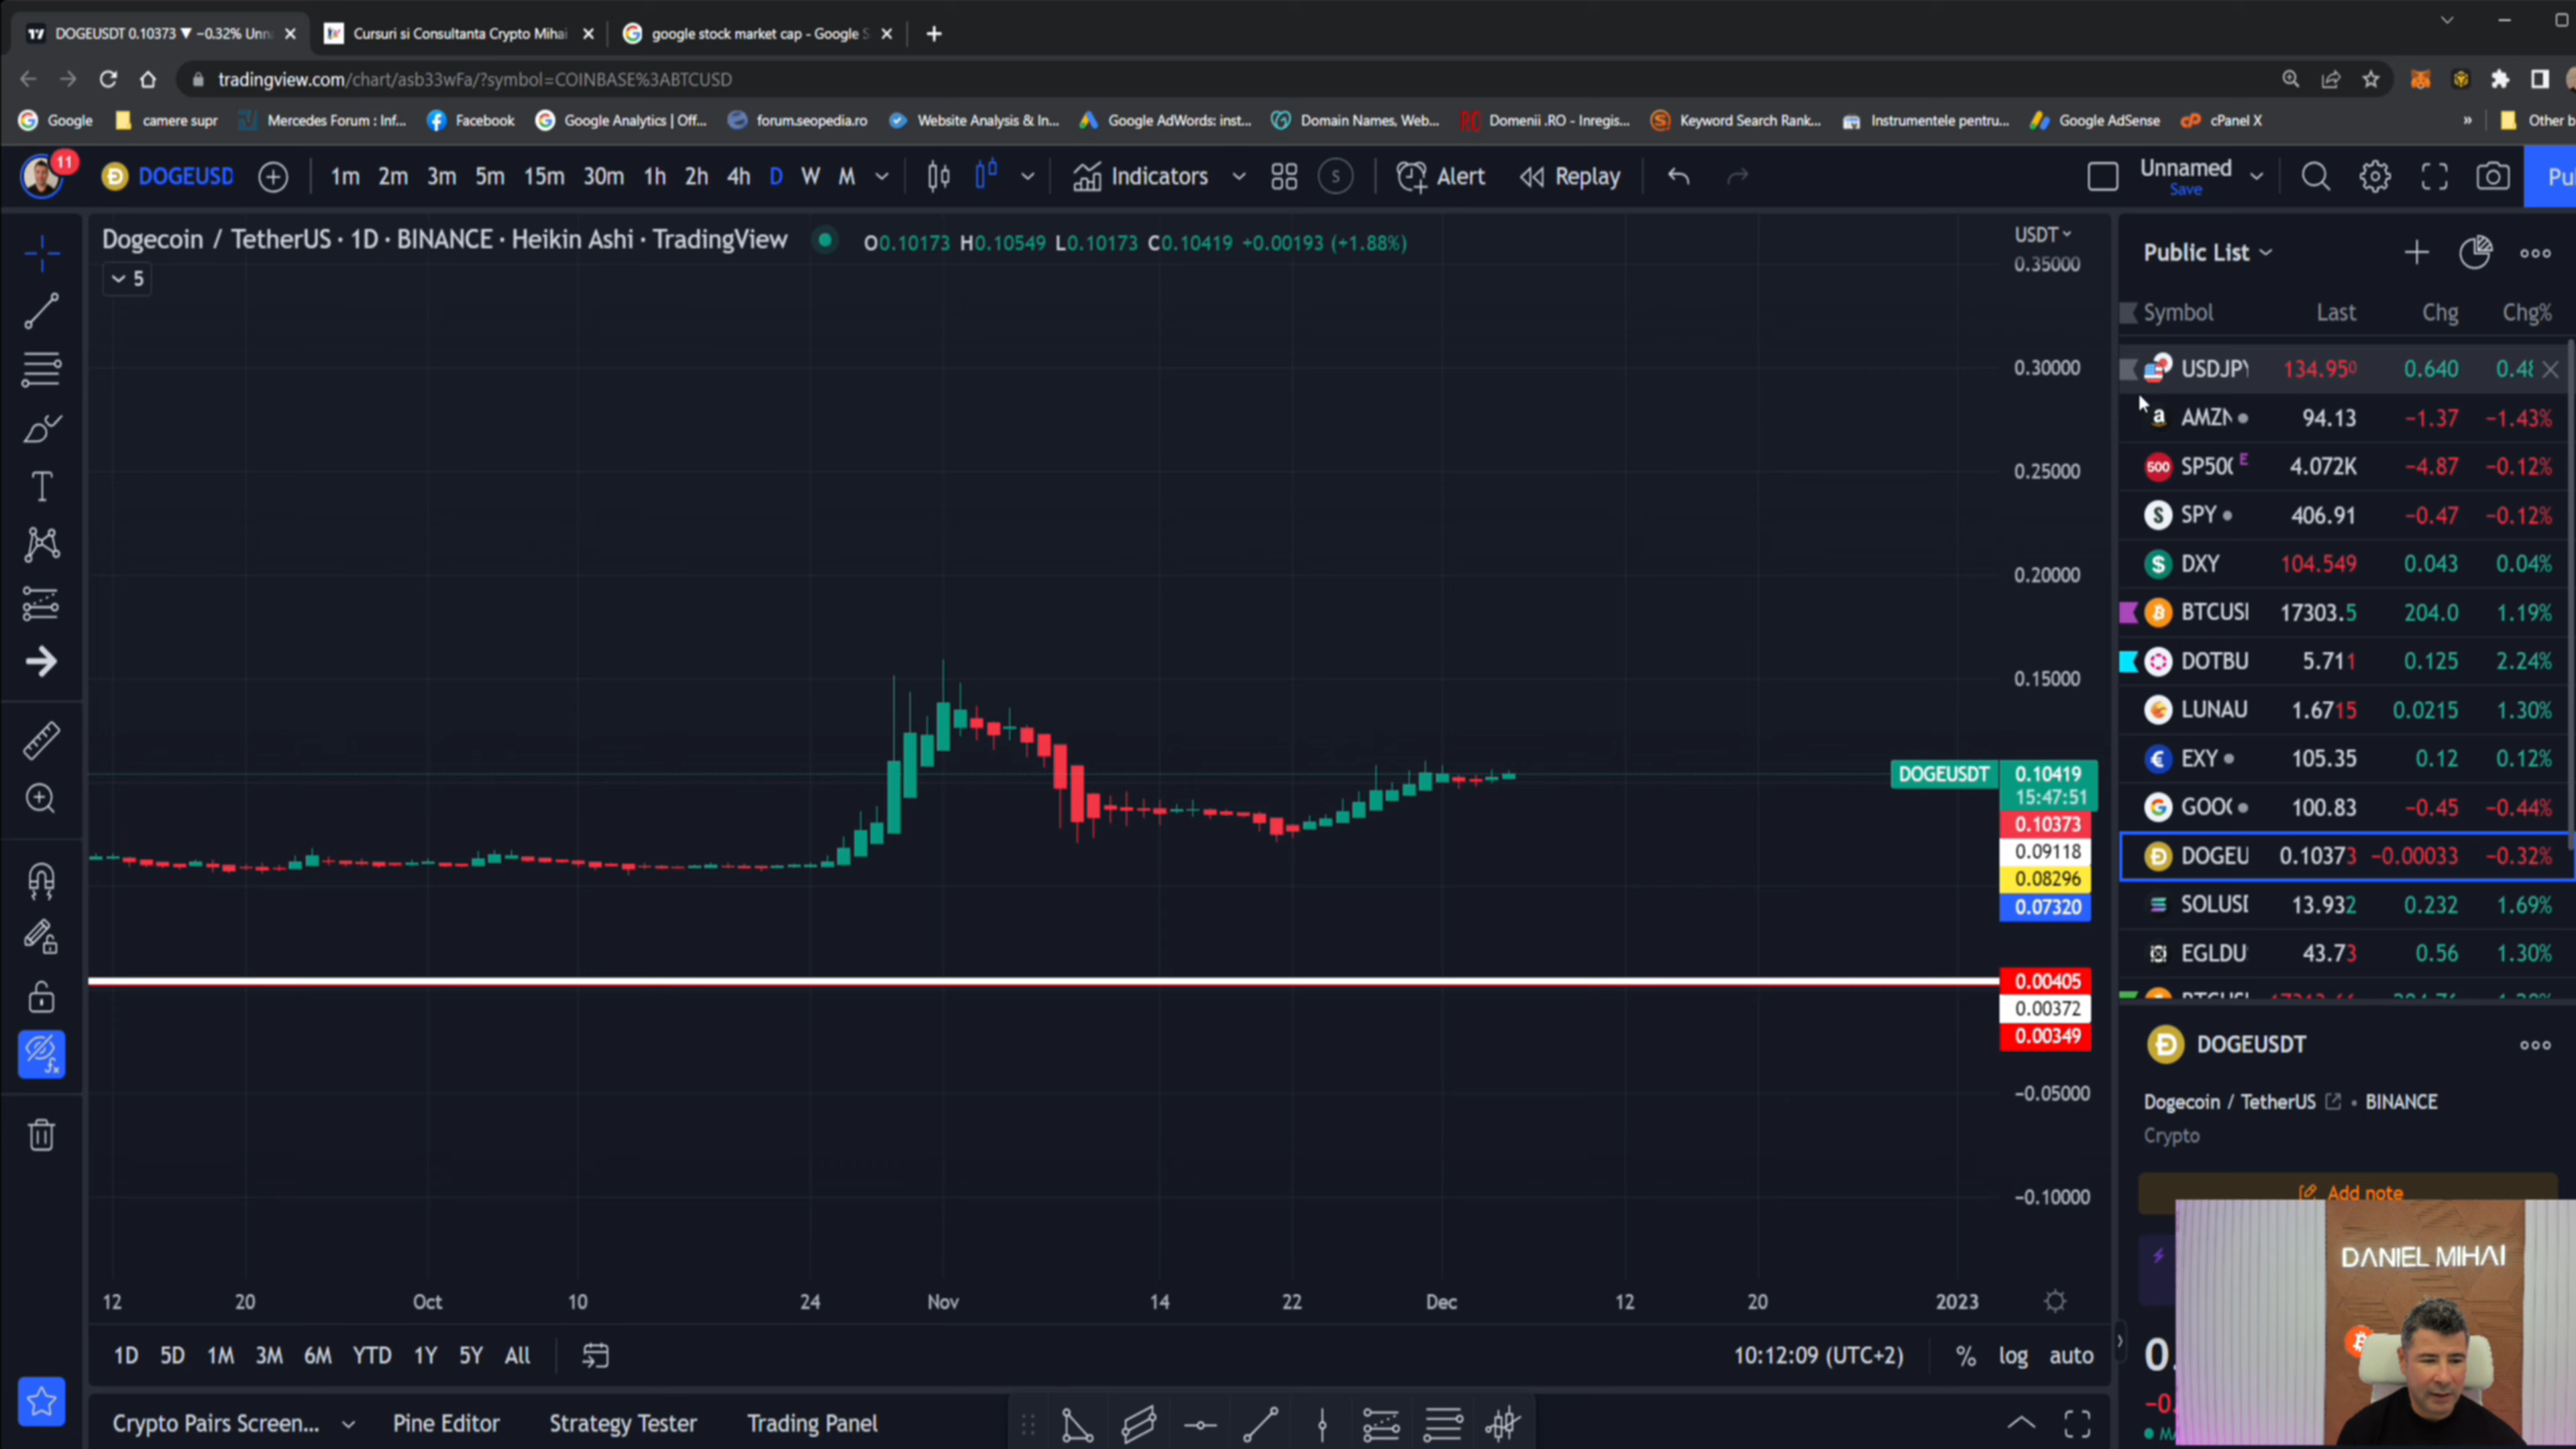 DOGEUSDT 0.10373 ▼ −0.32% Unn
Cursuri si Consultanta Crypto Mihai
google stock market cap - Google S
tradingview.com/chart/asb33wFa/?symbol=COINBASE%3ABTCUSD
Google
camere supr
Mercedes Forum : Inf...
Facebook
Google Analytics | Off...
forum.seopedia.ro
Website Analysis & In...
Google AdWords: inst...
Domain Names, Web...
Domenii .RO - Inregis...
Keyword Search Rank...
Instrumentele pentru...
Google AdSense
cPanel X
»
Other b
11
DOGEUSD
1m 2m 3m 5m 15m 30m 1h 2h 4h D W M
Indicators
S
Alert
Replay
Unnamed
Save
Pu
Dogecoin / TetherUS · 1D · BINANCE · Heikin Ashi · TradingView
O0.10173 H0.10549 L0.10173 C0.10419 +0.00193 (+1.88%)
5
USDT
0.35000
0.30000
0.25000
0.20000
0.15000
DOGEUSDT 0.10419
15:47:51
0.10373
0.09118
0.08296
0.07320
0.00405
0.00372
0.00349
−0.05000
−0.10000
12 20 Oct 10 24 Nov 14 22 Dec 12 20 2023
1D 5D 1M 3M 6M YTD 1Y 5Y All
10:12:09 (UTC+2)
% log auto
Crypto Pairs Screen...
Pine Editor
Strategy Tester
Trading Panel
Public List
Symbol Last Chg Chg%
USDJPY 134.950 0.640 0.48
AMZN 94.13 −1.37 −1.43%
SP500 E 4.072K −4.87 −0.12%
SPY 406.91 −0.47 −0.12%
DXY 104.549 0.043 0.04%
BTCUSI 17303.5 204.0 1.19%
DOTBU 5.711 0.125 2.24%
LUNAU 1.6715 0.0215 1.30%
EXY 105.35 0.12 0.12%
GOOG 100.83 −0.45 −0.44%
DOGEU 0.10373 −0.00033 −0.32%
SOLUSD 13.932 0.232 1.69%
EGLDU 43.73 0.56 1.30%
DOGEUSDT
Dogecoin / TetherUS • BINANCE
Crypto
Add note
DANIEL MIHAI
0.
−0.